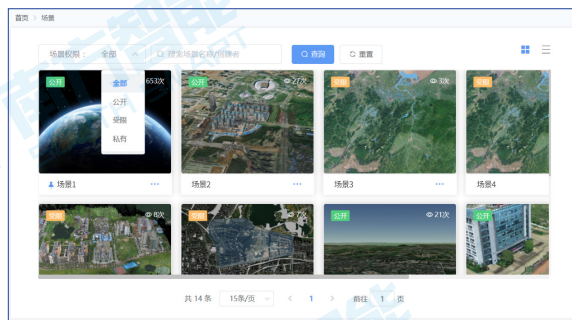 首页 > 场景
场景权限： 全部 搜索场景名称/创建者 查询 重置
公开 653次
公开 27次
受限 3次
受限
全部
公开
受限
私有
场景1 ...
场景2 ...
场景3 ...
场景4
受限 8次
受限 7次
公开 21次
公开
共 14 条 15条/页 < 1 > 前往 1 页